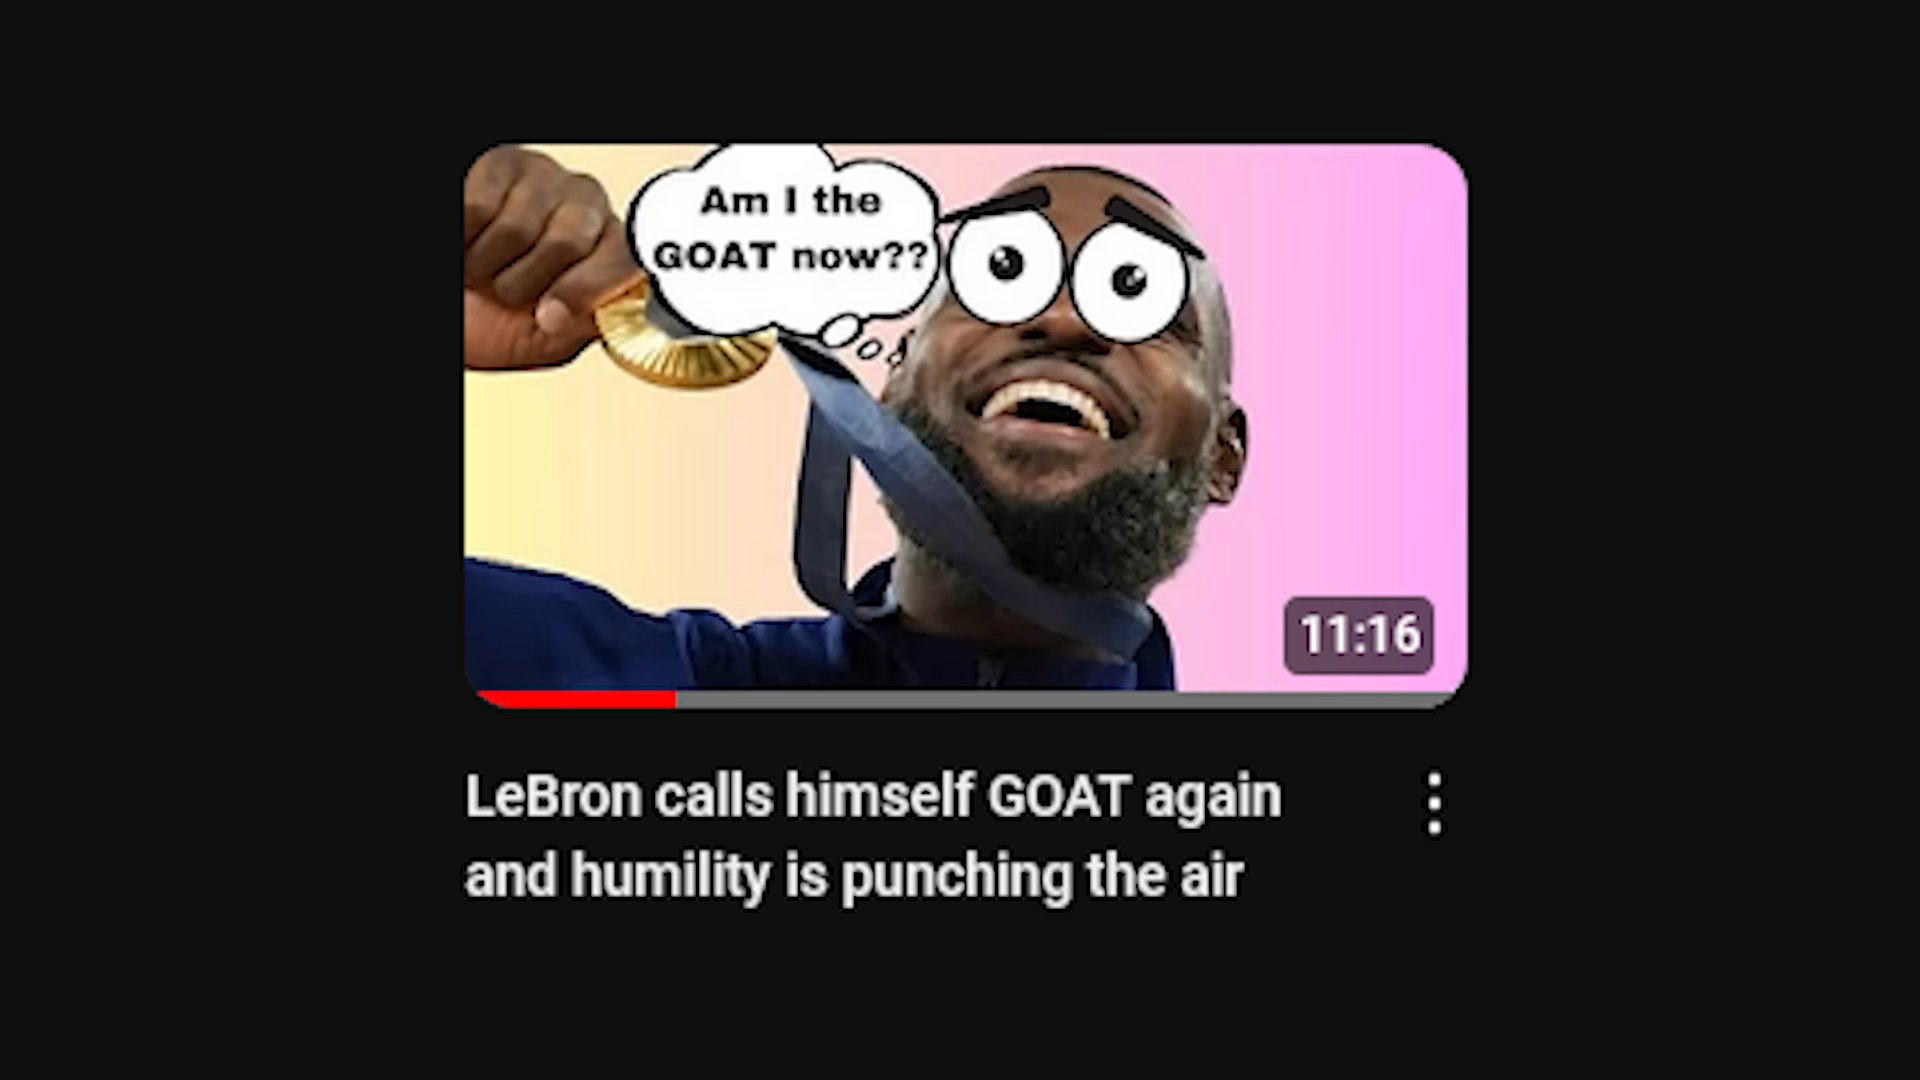 Am I the
GOAT now??
11:16
LeBron calls himself GOAT again
and humility is punching the air